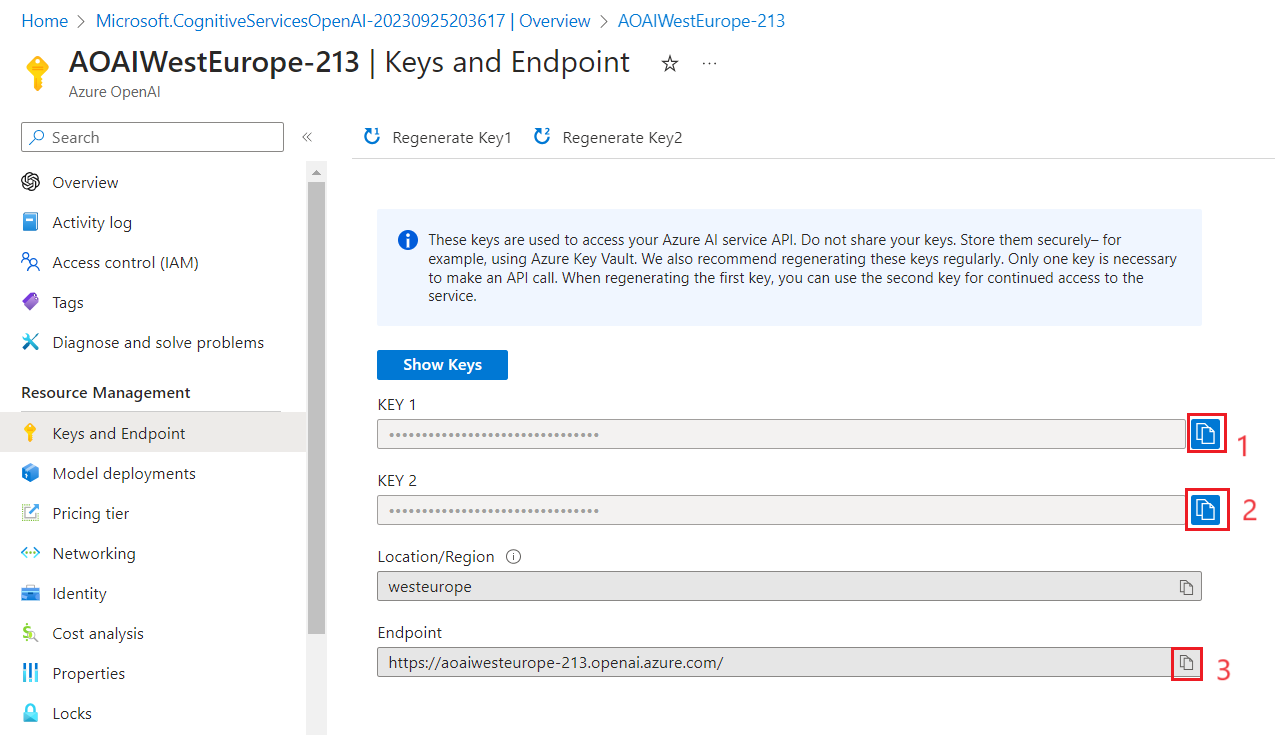 Home > Microsoft.CognitiveServicesOpenAI-20230925203617 | Overview > AOAIWestEurope-213
AOAIWestEurope-213 | Keys and Endpoint
Azure OpenAI
Search
Overview
Activity log
Access control (IAM)
Tags
Diagnose and solve problems
Resource Management
Keys and Endpoint
Model deployments
Pricing tier
Networking
Identity
Cost analysis
Properties
Locks
1 Regenerate Key1 2 Regenerate Key2
These keys are used to access your Azure AI service API. Do not share your keys. Store them securely– for
example, using Azure Key Vault. We also recommend regenerating these keys regularly. Only one key is necessary
to make an API call. When regenerating the first key, you can use the second key for continued access to the
service.
Show Keys
KEY 1
1
KEY 2
2
Location/Region
westeurope
Endpoint
https://aoaiwesteurope-213.openai.azure.com/
3